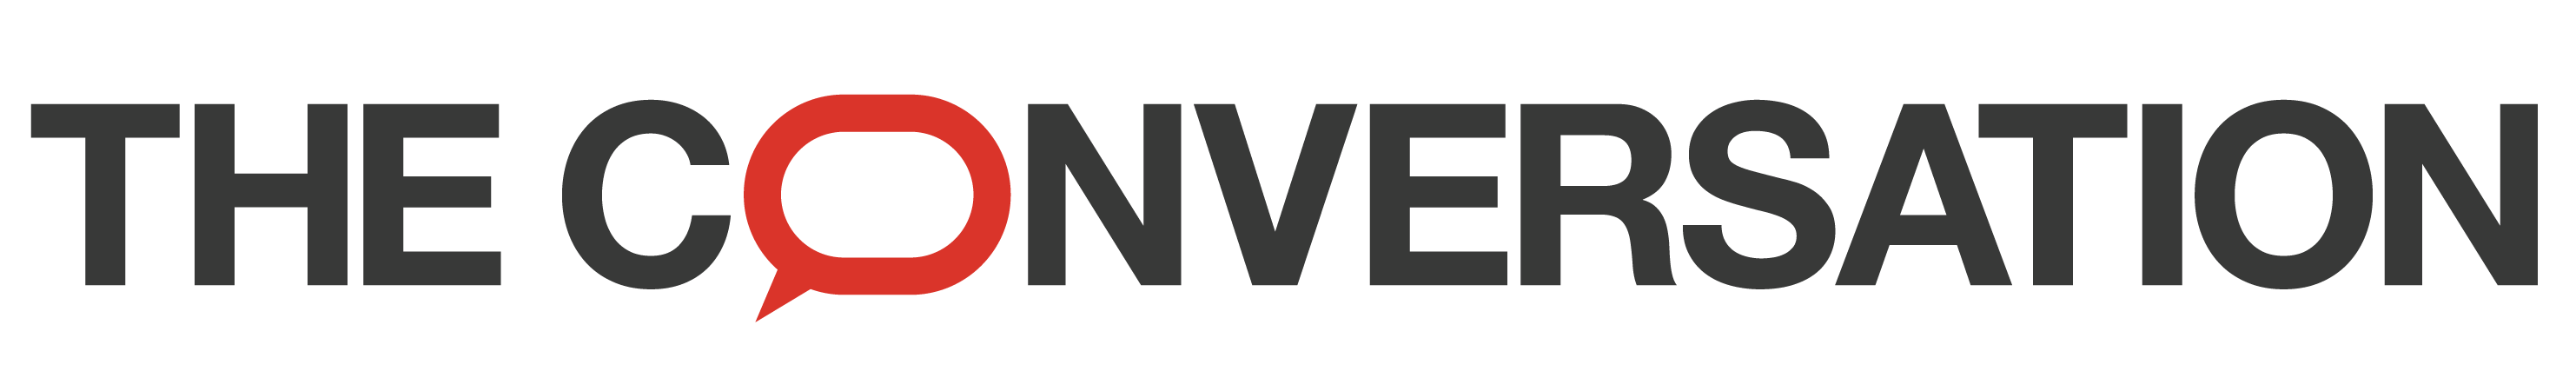 THE CONVERSATION